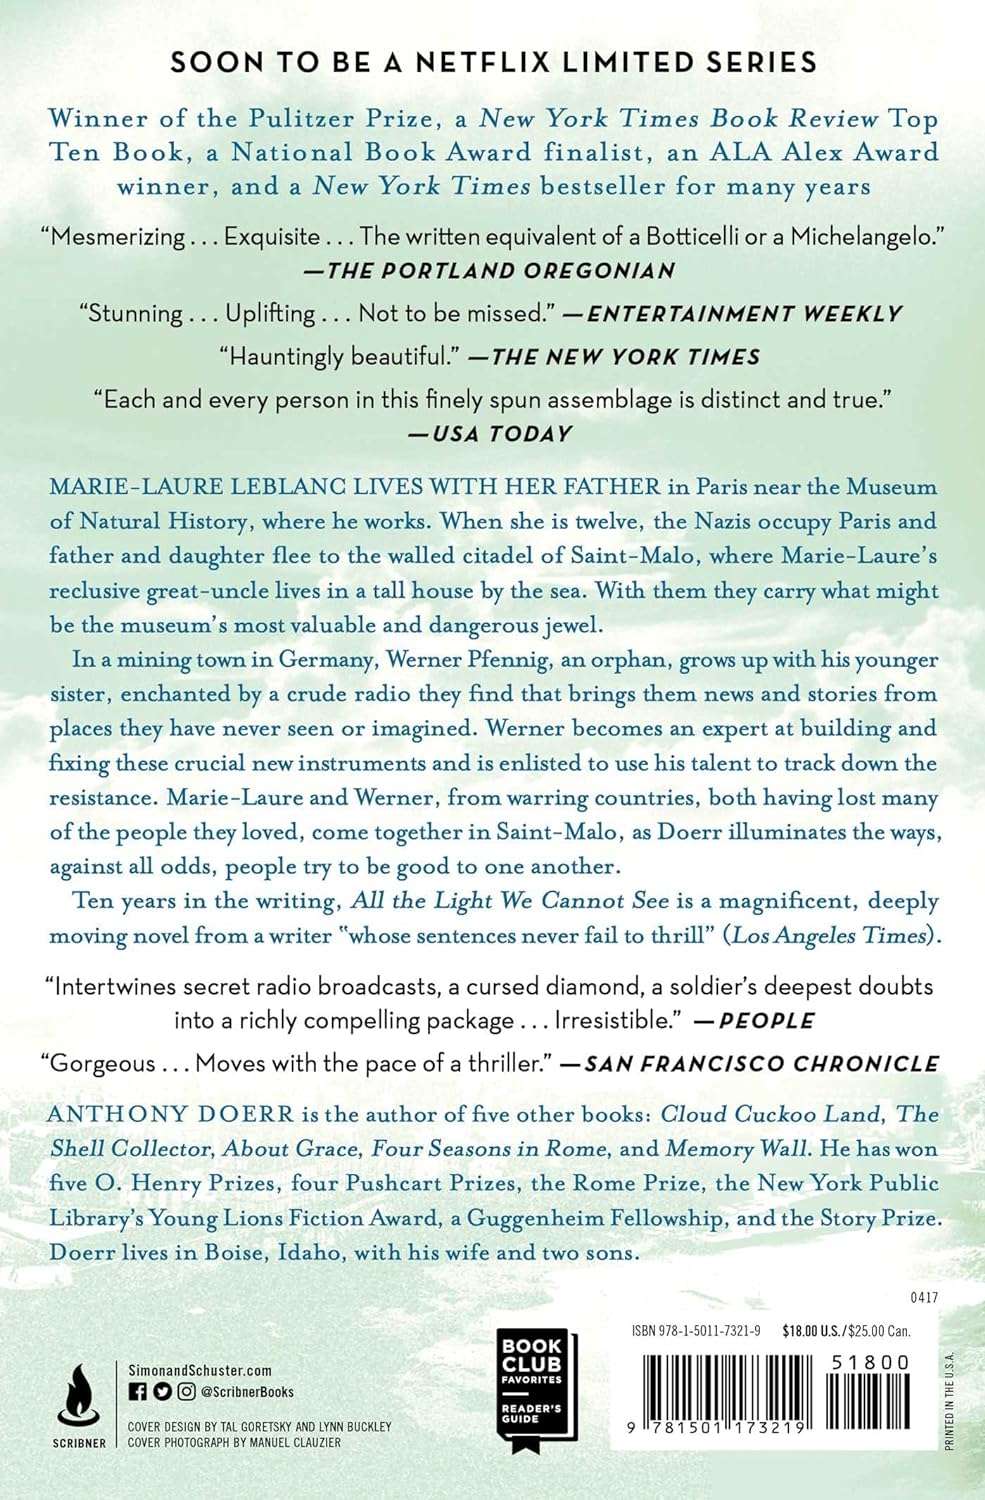 SOON TO BE A NETFLIX LIMITED SERIES
Winner of the Pulitzer Prize, a New York Times Book Review Top
Ten Book, a National Book Award finalist, an ALA Alex Award
winner, and a New York Times bestseller for many years
“Mesmerizing . . . Exquisite . . . The written equivalent of a Botticelli or a Michelangelo.”
—THE PORTLAND OREGONIAN
“Stunning . . . Uplifting . . . Not to be missed.” —ENTERTAINMENT WEEKLY
“Hauntingly beautiful.” —THE NEW YORK TIMES
“Each and every person in this finely spun assemblage is distinct and true.”
—USA TODAY
MARIE-LAURE LEBLANC LIVES WITH HER FATHER in Paris near the Museum
of Natural History, where he works. When she is twelve, the Nazis occupy Paris and
father and daughter flee to the walled citadel of Saint-Malo, where Marie-Laure’s
reclusive great-uncle lives in a tall house by the sea. With them they carry what might
be the museum’s most valuable and dangerous jewel.
In a mining town in Germany, Werner Pfennig, an orphan, grows up with his younger
sister, enchanted by a crude radio they find that brings them news and stories from
places they have never seen or imagined. Werner becomes an expert at building and
fixing these crucial new instruments and is enlisted to use his talent to track down the
resistance. Marie-Laure and Werner, from warring countries, both having lost many
of the people they loved, come together in Saint-Malo, as Doerr illuminates the ways,
against all odds, people try to be good to one another.
Ten years in the writing, All the Light We Cannot See is a magnificent, deeply
moving novel from a writer “whose sentences never fail to thrill” (Los Angeles Times).
“Intertwines secret radio broadcasts, a cursed diamond, a soldier’s deepest doubts
into a richly compelling package . . . Irresistible.” —PEOPLE
“Gorgeous . . . Moves with the pace of a thriller.” —SAN FRANCISCO CHRONICLE
ANTHONY DOERR is the author of five other books: Cloud Cuckoo Land, The
Shell Collector, About Grace, Four Seasons in Rome, and Memory Wall. He has won
five O. Henry Prizes, four Pushcart Prizes, the Rome Prize, the New York Public
Library’s Young Lions Fiction Award, a Guggenheim Fellowship, and the Story Prize.
Doerr lives in Boise, Idaho, with his wife and two sons.
0417
SCRIBNER
SimonandSchuster.com
@ScribnerBooks
COVER DESIGN BY TAL GORETSKY AND LYNN BUCKLEY
COVER PHOTOGRAPH BY MANUEL CLAUZIER
BOOK
CLUB
FAVORITES
READER’S
GUIDE
ISBN 978-1-5011-7321-9 $18.00 U.S./$25.00 Can.
51800
9 781501 173219
PRINTED IN THE U.S.A.